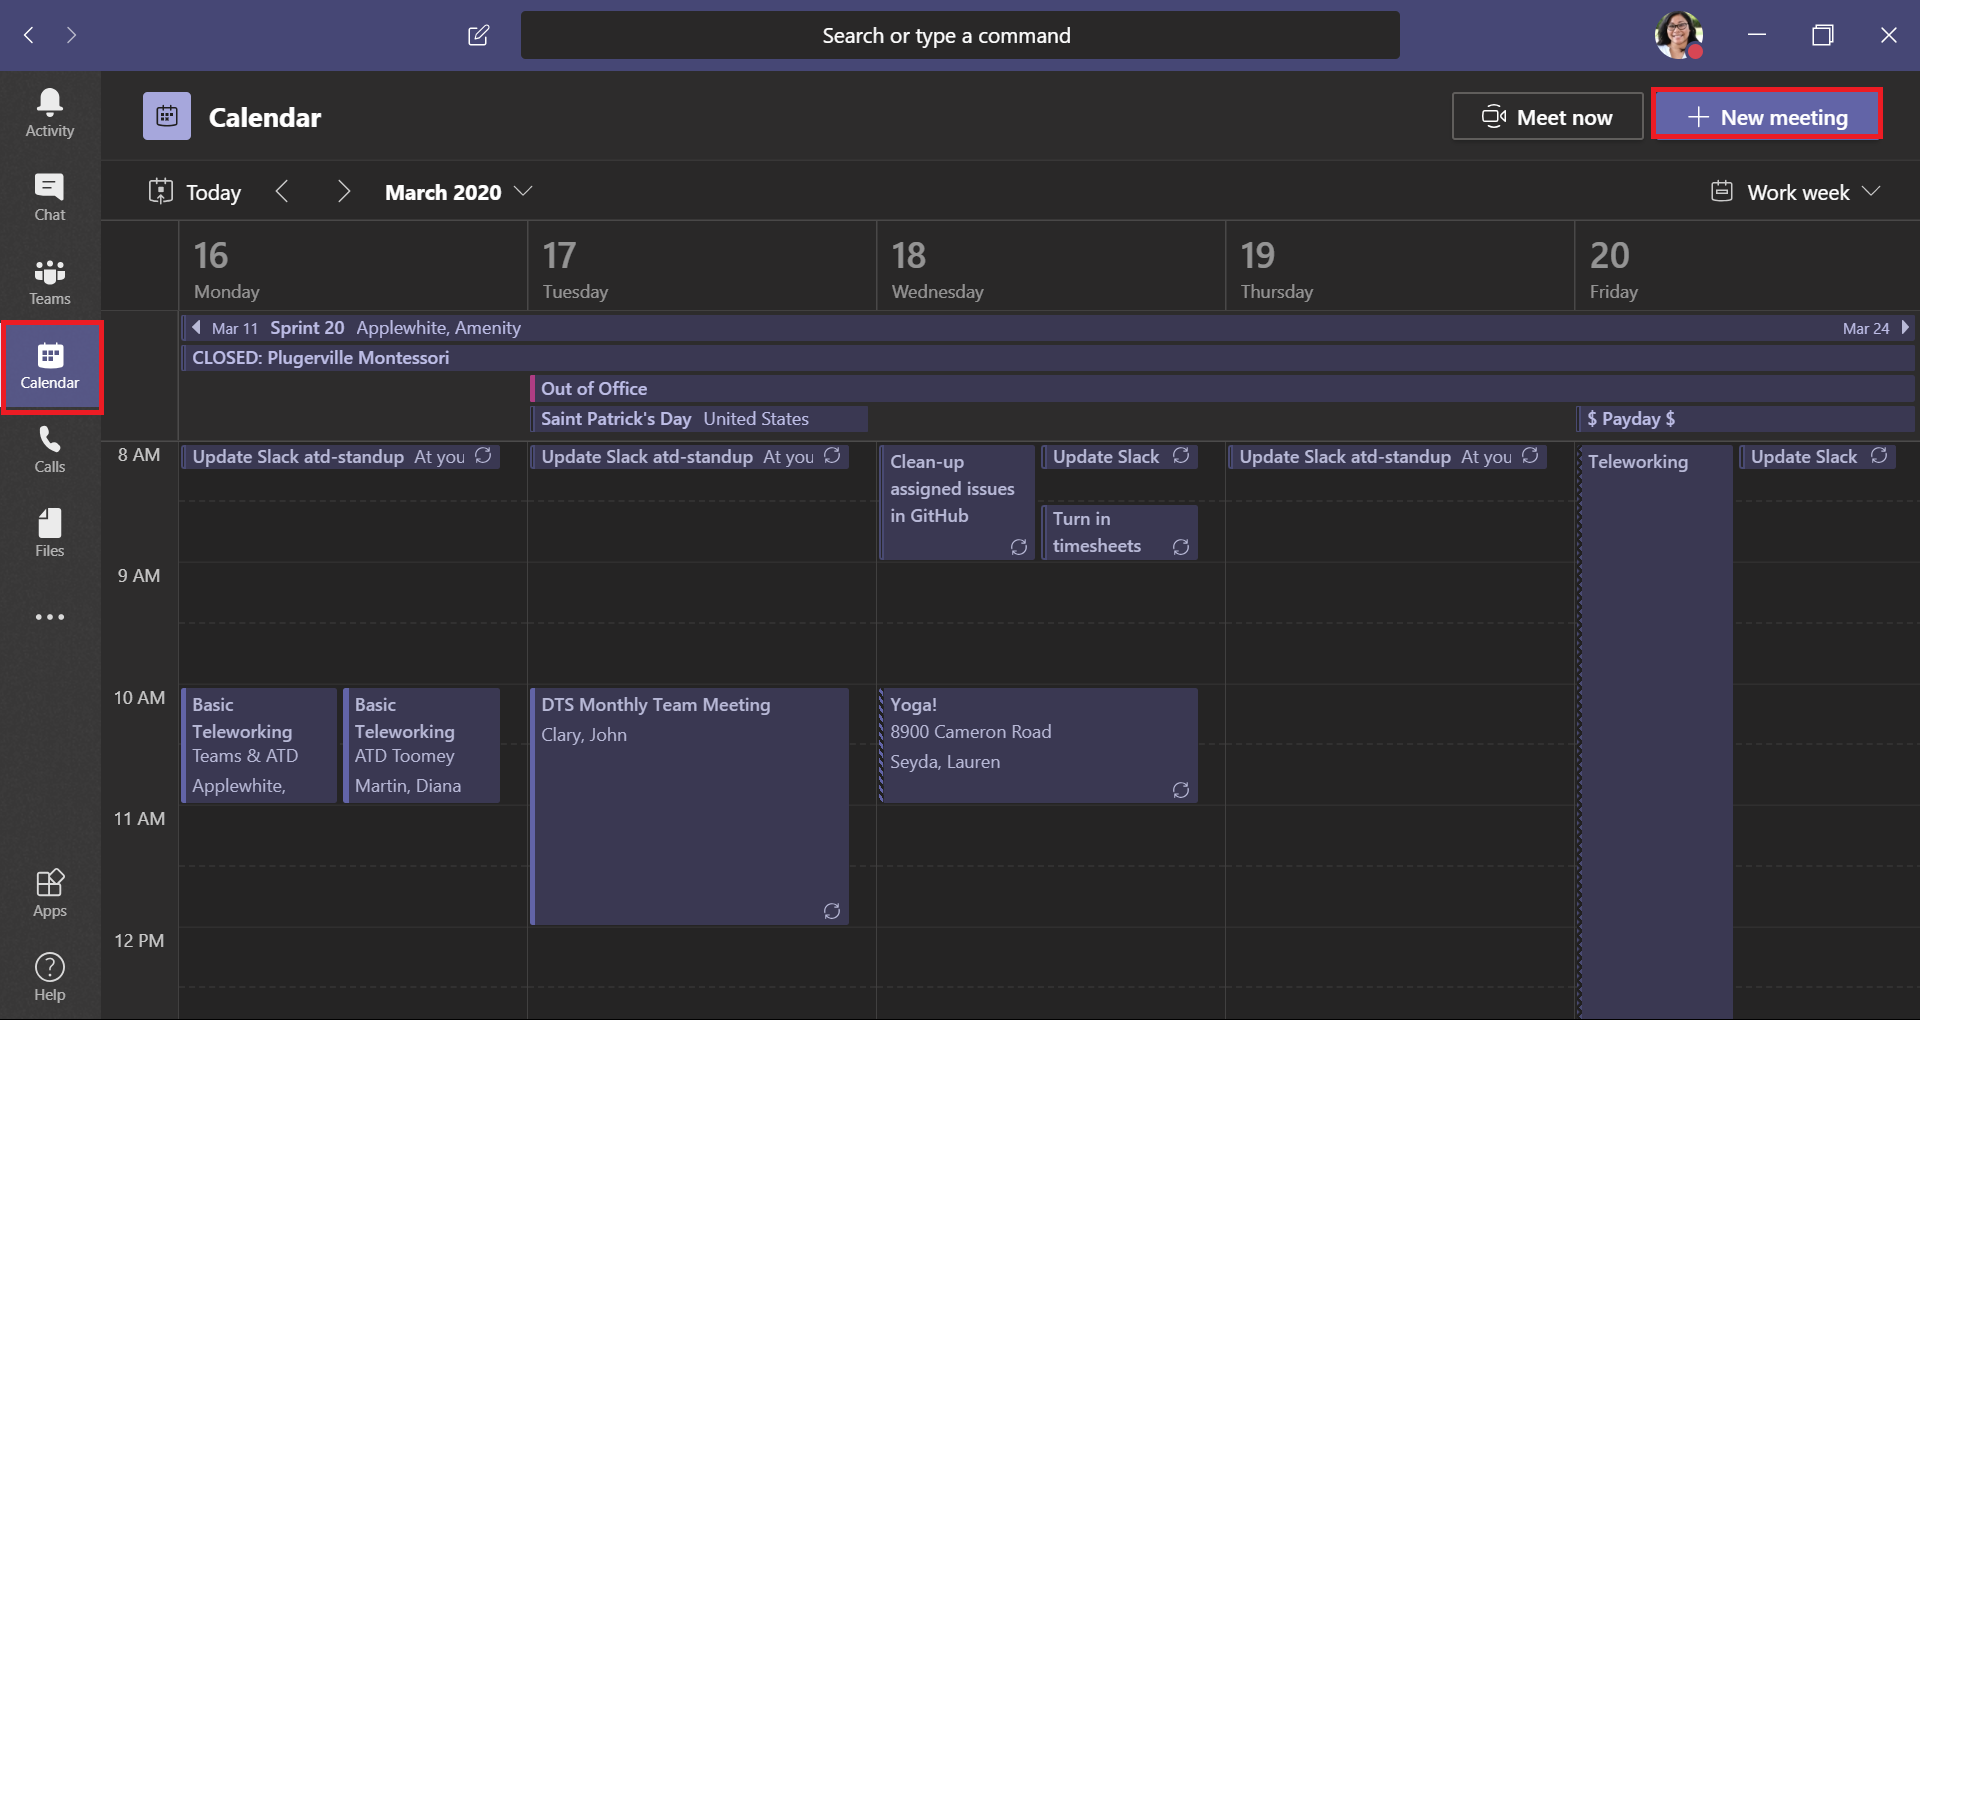 Search or type a command
Activity
Chat
Teams
Calendar
Calls
Files
Apps
Help
Calendar
Meet now
New meeting
Today
March 2020
Work week
16
Monday
17
Tuesday
18
Wednesday
19
Thursday
20
Friday
Mar 11 Sprint 20 Applewhite, Amenity Mar 24
CLOSED: Plugerville Montessori
Out of Office
Saint Patrick's Day United States
$ Payday $
8 AM
9 AM
10 AM
11 AM
12 PM
Update Slack atd-standup At you
Basic
Teleworking
Teams & ATD
Applewhite,
Basic
Teleworking
ATD Toomey
Martin, Diana
Update Slack atd-standup At you
DTS Monthly Team Meeting
Clary, John
Clean-up
assigned issues
in GitHub
Update Slack
Turn in
timesheets
Yoga!
8900 Cameron Road
Seyda, Lauren
Update Slack atd-standup At you
Teleworking
Update Slack